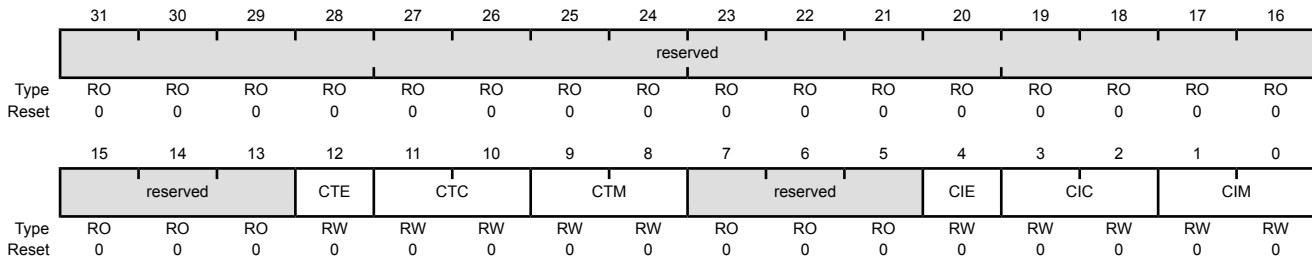 31 30 29 28 27 26 25 24 23 22 21 20 19 18 17 16
reserved
Type RO RO RO RO RO RO RO RO RO RO RO RO RO RO RO RO
Reset 0 0 0 0 0 0 0 0 0 0 0 0 0 0 0 0
15 14 13 12 11 10 9 8 7 6 5 4 3 2 1 0
reserved CTE CTC CTM reserved CIE CIC CIM
Type RO RO RO RW RW RW RW RW RO RO RO RW RW RW RW RW
Reset 0 0 0 0 0 0 0 0 0 0 0 0 0 0 0 0